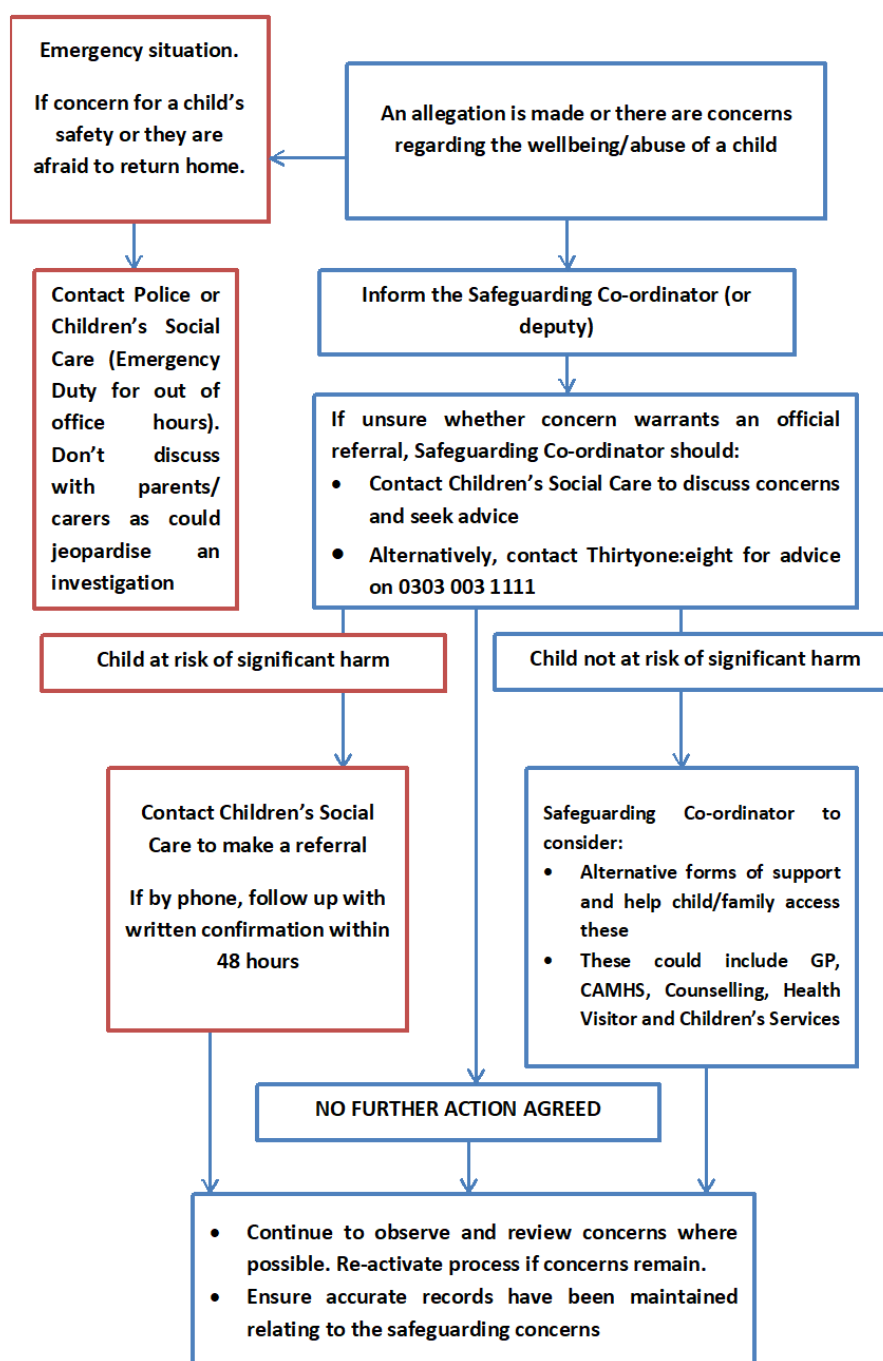 Emergency situation.
If concern for a child's
safety or they are
afraid to return home.
An allegation is made or there are concerns
regarding the wellbeing/abuse of a child
Contact Police or
Children's Social
Care (Emergency
Duty for out of
office hours).
Don't discuss
with parents/
carers as could
jeopardise an
investigation
Inform the Safeguarding Co-ordinator (or
deputy)
If unsure whether concern warrants an official
referral, Safeguarding Co-ordinator should:
• Contact Children's Social Care to discuss concerns
and seek advice
• Alternatively, contact Thirtyone:eight for advice
on 0303 003 1111
Child at risk of significant harm
Child not at risk of significant harm
Contact Children's Social
Care to make a referral
If by phone, follow up with
written confirmation within
48 hours
Safeguarding Co-ordinator to
consider:
• Alternative forms of support
and help child/family access
these
• These could include GP,
CAMHS, Counselling, Health
Visitor and Children's Services
NO FURTHER ACTION AGREED
• Continue to observe and review concerns where
possible. Re-activate process if concerns remain.
• Ensure accurate records have been maintained
relating to the safeguarding concerns